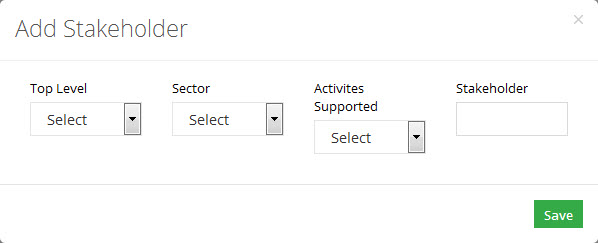 Add Stakeholder
×
Top Level
Sector
Activites
Supported
Stakeholder
Select
Select
Select
Save